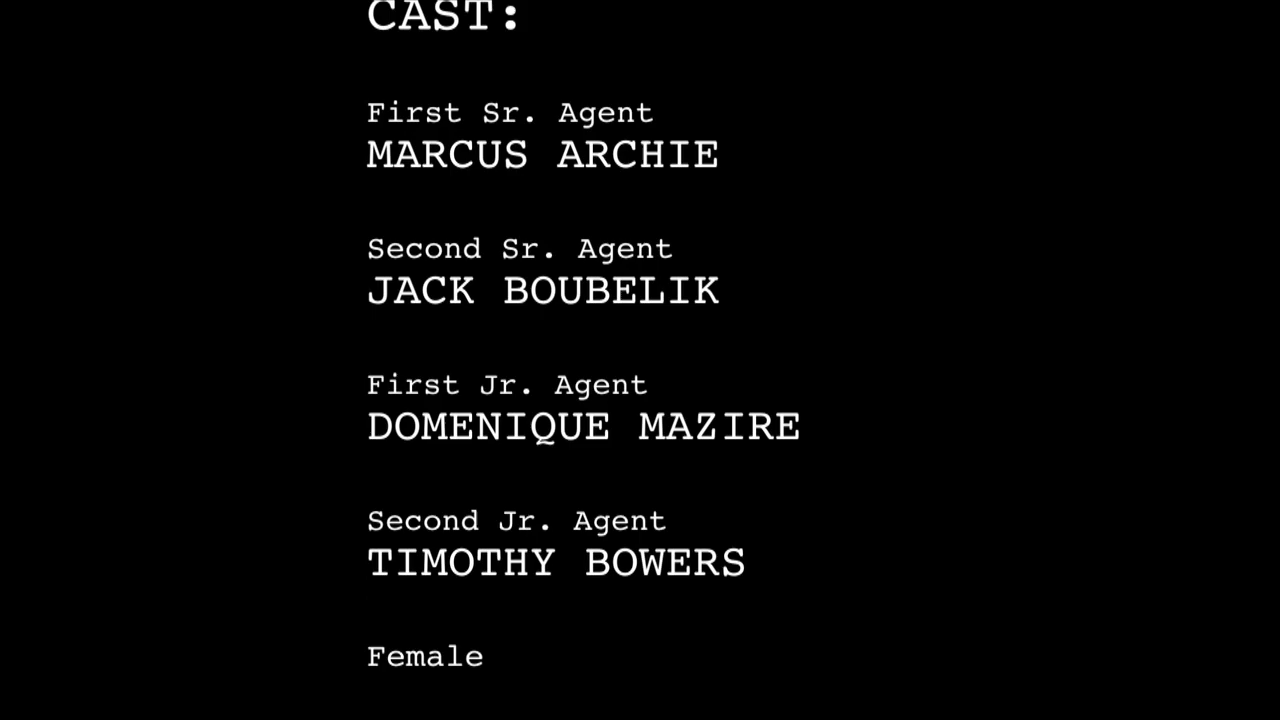 CAST:
First Sr. Agent
MARCUS ARCHIE
Second Sr. Agent
JACK BOUBELIK
First Jr. Agent
DOMENIQUE MAZIRE
Second Jr. Agent
TIMOTHY BOWERS
Female